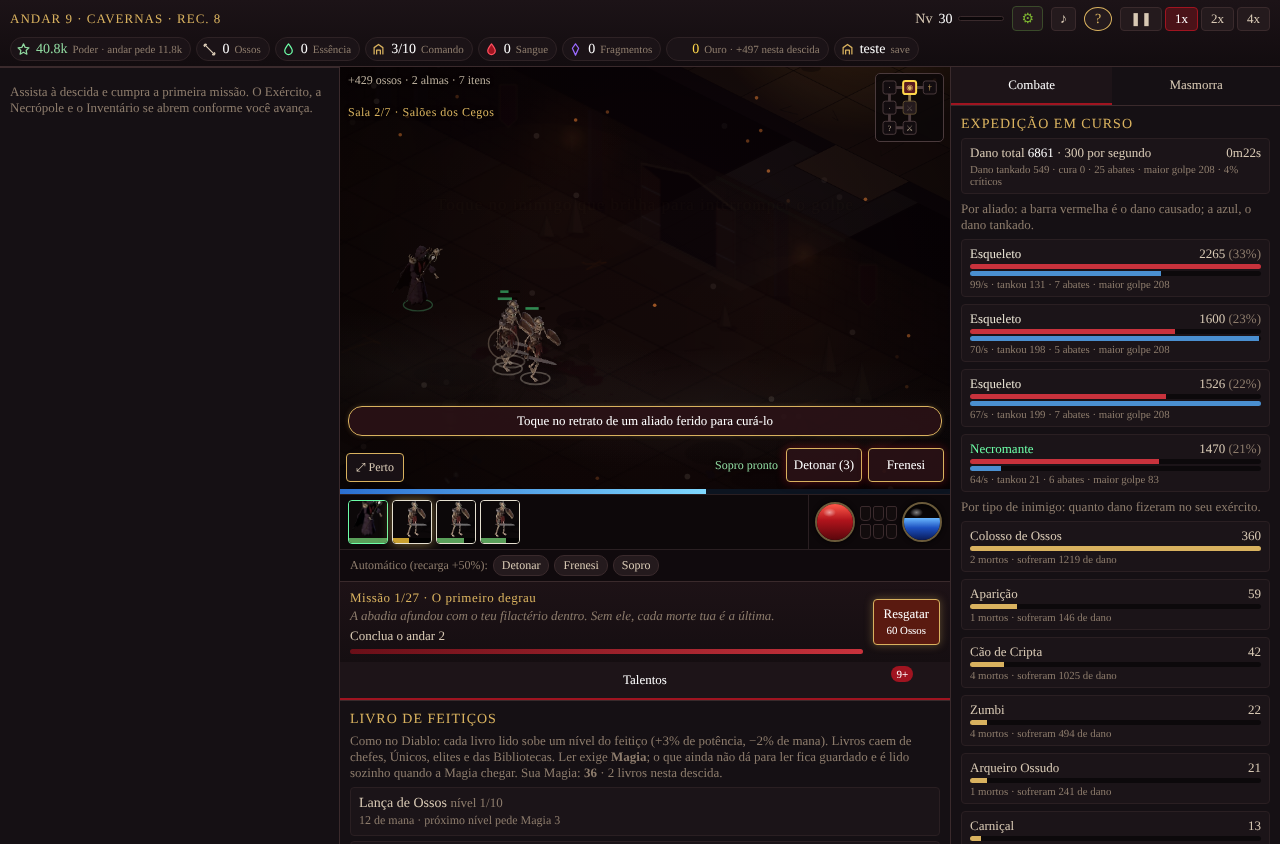 ANDAR 9 · CAVERNAS · REC. 8
Nv 30
?
1x
2x
4x
40.8k Poder · andar pede 11.8k
0 Ossos
0 Essência
3/10 Comando
0 Sangue
0 Fragmentos
0 Ouro · +497 nesta descida
teste save
Assista à descida e cumpra a primeira missão. O Exército, a
Necrópole e o Inventário se abrem conforme você avança.
+429 ossos · 2 almas · 7 itens
Sala 2/7 · Salões dos Cegos
Toque no retrato de um aliado ferido para curá-lo
Perto
Sopro pronto
Detonar (3)
Frenesi
Automático (recarga +50%):
Detonar
Frenesi
Sopro
Missão 1/27 · O primeiro degrau
A abadia afundou com o teu filactério dentro. Sem ele, cada morte tua é a última.
Conclua o andar 2
Resgatar
60 Ossos
Talentos
9+
LIVRO DE FEITIÇOS
Como no Diablo: cada livro lido sobe um nível do feitiço (+3% de potência, −2% de mana). Livros caem de
chefes, Únicos, elites e das Bibliotecas. Ler exige Magia; o que ainda não dá para ler fica guardado e é lido
sozinho quando a Magia chegar. Sua Magia: 36 · 2 livros nesta descida.
Lança de Ossos nível 1/10
12 de mana · próximo nível pede Magia 3
Combate
Masmorra
EXPEDIÇÃO EM CURSO
Dano total 6861 · 300 por segundo
0m22s
Dano tankado 549 · cura 0 · 25 abates · maior golpe 208 · 4%
críticos
Por aliado: a barra vermelha é o dano causado; a azul, o
dano tankado.
Esqueleto
2265 (33%)
99/s · tankou 131 · 7 abates · maior golpe 208
Esqueleto
1600 (23%)
70/s · tankou 198 · 5 abates · maior golpe 208
Esqueleto
1526 (22%)
67/s · tankou 199 · 7 abates · maior golpe 208
Necromante
1470 (21%)
64/s · tankou 21 · 6 abates · maior golpe 83
Por tipo de inimigo: quanto dano fizeram no seu exército.
Colosso de Ossos
360
2 mortos · sofreram 1219 de dano
Aparição
59
1 mortos · sofreram 146 de dano
Cão de Cripta
42
4 mortos · sofreram 1025 de dano
Zumbi
22
4 mortos · sofreram 494 de dano
Arqueiro Ossudo
21
1 mortos · sofreram 241 de dano
Carniçal
13